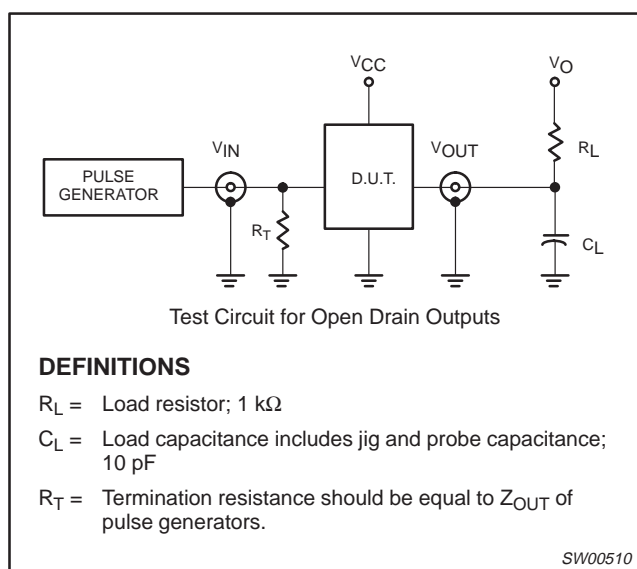 VCC
VO
VIN
VOUT
RL
PULSE
GENERATOR
D.U.T.
RT
CL
Test Circuit for Open Drain Outputs
DEFINITIONS
RL = Load resistor; 1 kΩ
CL = Load capacitance includes jig and probe capacitance;
10 pF
RT = Termination resistance should be equal to ZOUT of
pulse generators.
SW00510